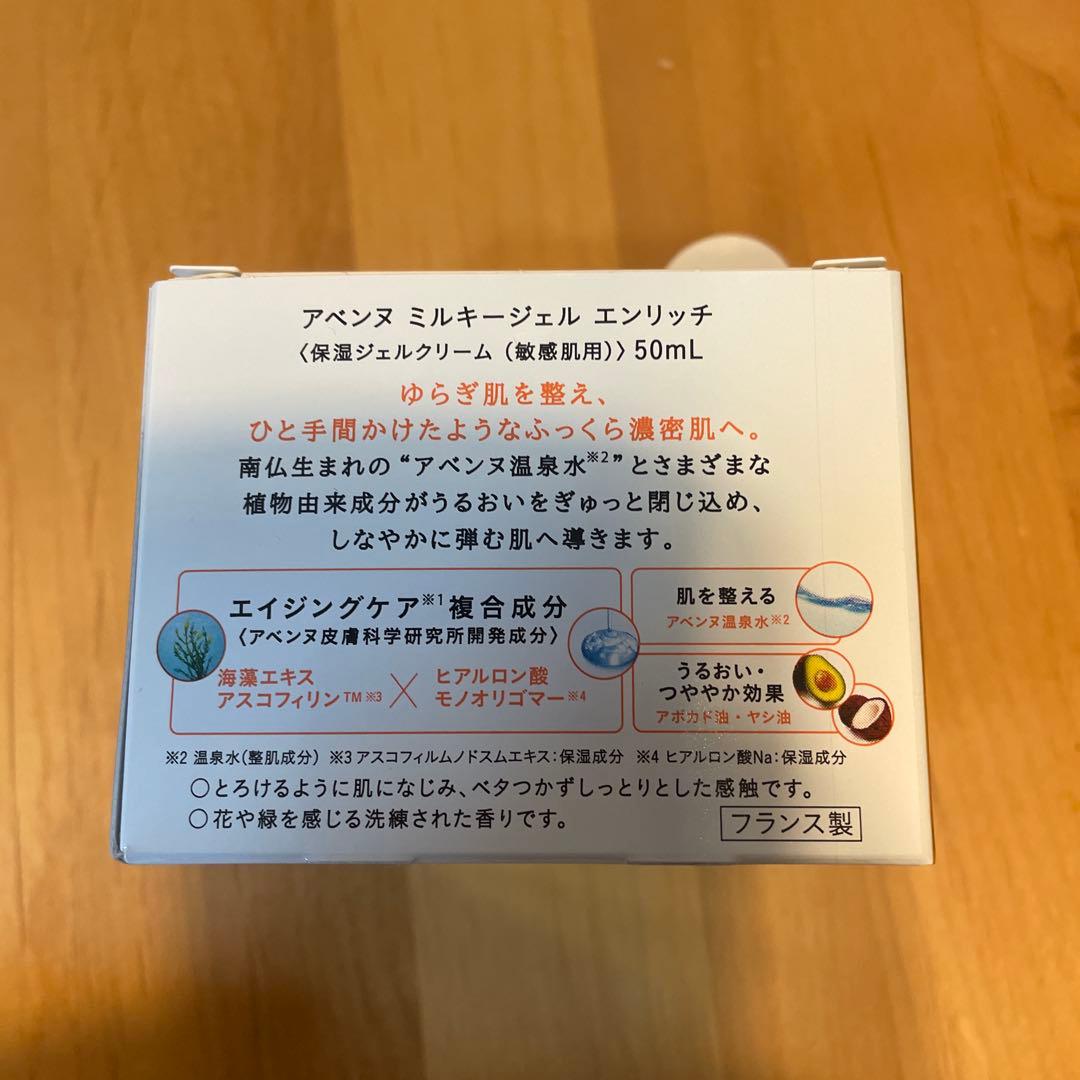 アベンヌ ミルキージェル エンリッチ
〈保湿ジェルクリーム（敏感肌用）〉50mL
ゆらぎ肌を整え、
ひと手間かけたようなふっくら濃密肌へ。
南仏生まれの“アベンヌ温泉水※2”とさまざまな
植物由来成分がうるおいをぎゅっと閉じ込め、
しなやかに弾む肌へ導きます。
エイジングケア※1複合成分
〈アベンヌ皮膚科学研究所開発成分〉
海藻エキス
アスコフィリン™※3
×
ヒアルロン酸
モノオリゴマー※4
肌を整える
アベンヌ温泉水※2
うるおい・
つややか効果
アボカド油・ヤシ油
※2 温泉水(整肌成分) ※3 アスコフィルムノドスムエキス：保湿成分 ※4 ヒアルロン酸Na：保湿成分
○とろけるように肌になじみ、ベタつかずしっとりとした感触です。
○花や緑を感じる洗練された香りです。
フランス製